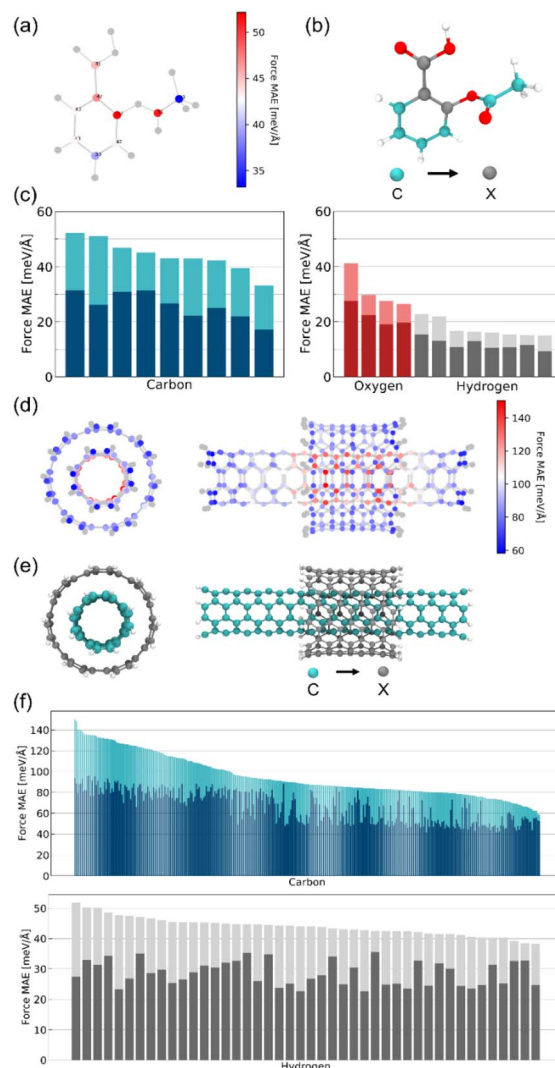 (a)
50
45
40
35
Force MAE [meV/Å]
(b)
C
X
(c)
60
40
20
0
Force MAE [meV/Å]
Carbon
60
40
20
0
Force MAE [meV/Å]
Oxygen
Hydrogen
(d)
140
120
100
80
60
Force MAE [meV/Å]
(e)
C
X
(f)
140
120
100
80
60
40
20
0
Force MAE [meV/Å]
Carbon
50
40
30
20
10
0
Force MAE [meV/Å]
Hydrogen